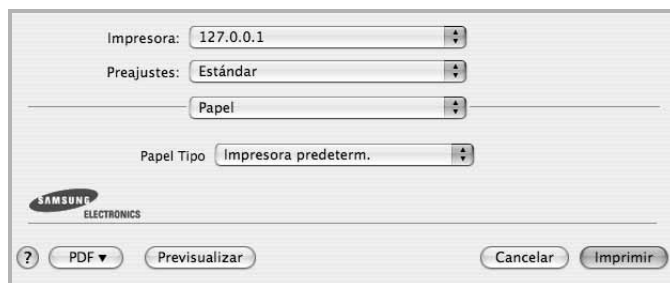 Impresora: 127.0.0.1
Preajustes: Estándar
Papel
Papel Tipo Impresora predeterm.
SAMSUNG
ELECTRONICS
? PDF ▼ Previsualizar Cancelar Imprimir